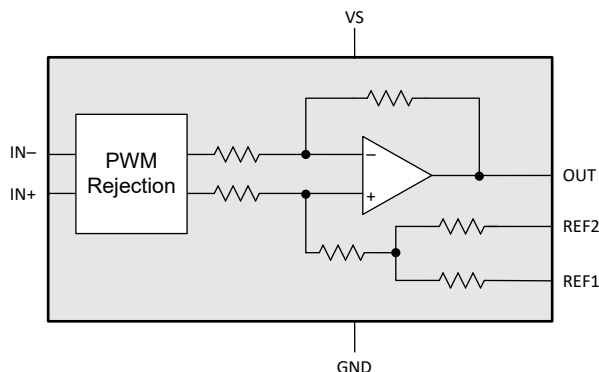 VS
IN–
IN+
PWM
Rejection
–
+
OUT
REF2
REF1
GND